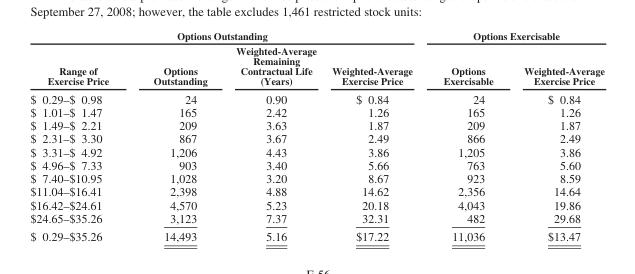 September 27, 2008; however, the table excludes 1,461 restricted stock units:
Options Outstanding Options Exercisable
Weighted-Average
Remaining
Range of Options Contractual Life Weighted-Average Options Weighted-Average
Exercise Price Outstanding (Years) Exercise Price Exercisable Exercise Price
$ 0.29–$ 0.98 24 0.90 $ 0.84 24 $ 0.84
$ 1.01–$ 1.47 165 2.42 1.26 165 1.26
$ 1.49–$ 2.21 209 3.63 1.87 209 1.87
$ 2.31–$ 3.30 867 3.67 2.49 866 2.49
$ 3.31–$ 4.92 1,206 4.43 3.86 1,205 3.86
$ 4.96–$ 7.33 903 3.40 5.66 763 5.60
$ 7.40–$10.95 1,028 3.20 8.67 923 8.59
$11.04–$16.41 2,398 4.88 14.62 2,356 14.64
$16.42–$24.61 4,570 5.23 20.18 4,043 19.86
$24.65–$35.26 3,123 7.37 32.31 482 29.68
$ 0.29–$35.26 14,493 5.16 $17.22 11,036 $13.47